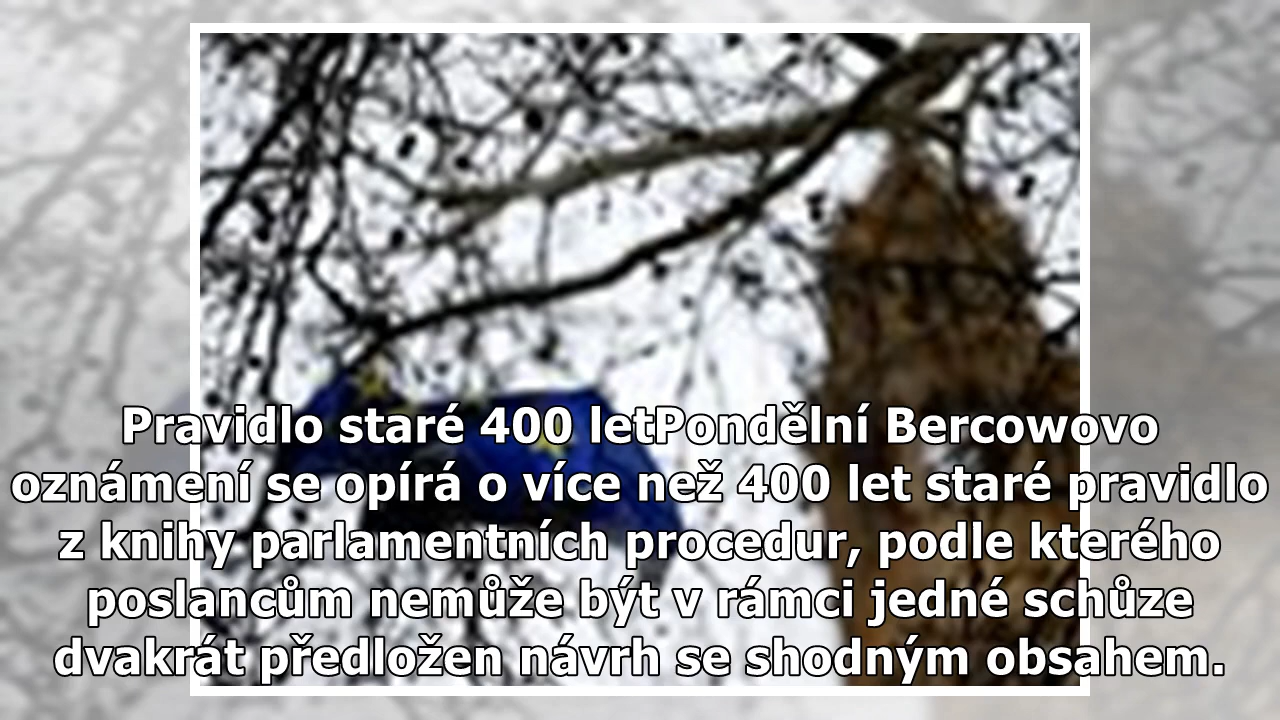 Pravidlo staré 400 letPondělní Bercowovo
oznámení se opírá o více než 400 let staré pravidlo
z knihy parlamentních procedur, podle kterého
poslancům nemůže být v rámci jedné schůze
dvakrát předložen návrh se shodným obsahem.